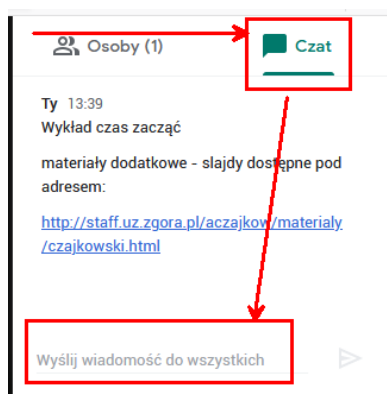 Osoby (1)
Czat
Ty 13:39
Wykład czas zacząć
materiały dodatkowe - slajdy dostępne pod
adresem:
http://staff.uz.zgora.pl/aczajkow/materialy
/czajkowski.html
Wyślij wiadomość do wszystkich